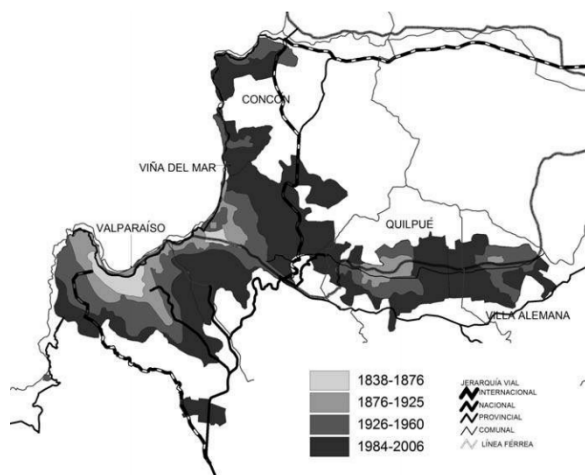 CONCÓN
VIÑA DEL MAR
VALPARAÍSO
QUILPUÉ
VILLA ALEMANA
1838-1876
1876-1925
1926-1960
1984-2006
JERARQUÍA VIAL
INTERNACIONAL
NACIONAL
PROVINCIAL
COMUNAL
LÍNEA FÉRREA